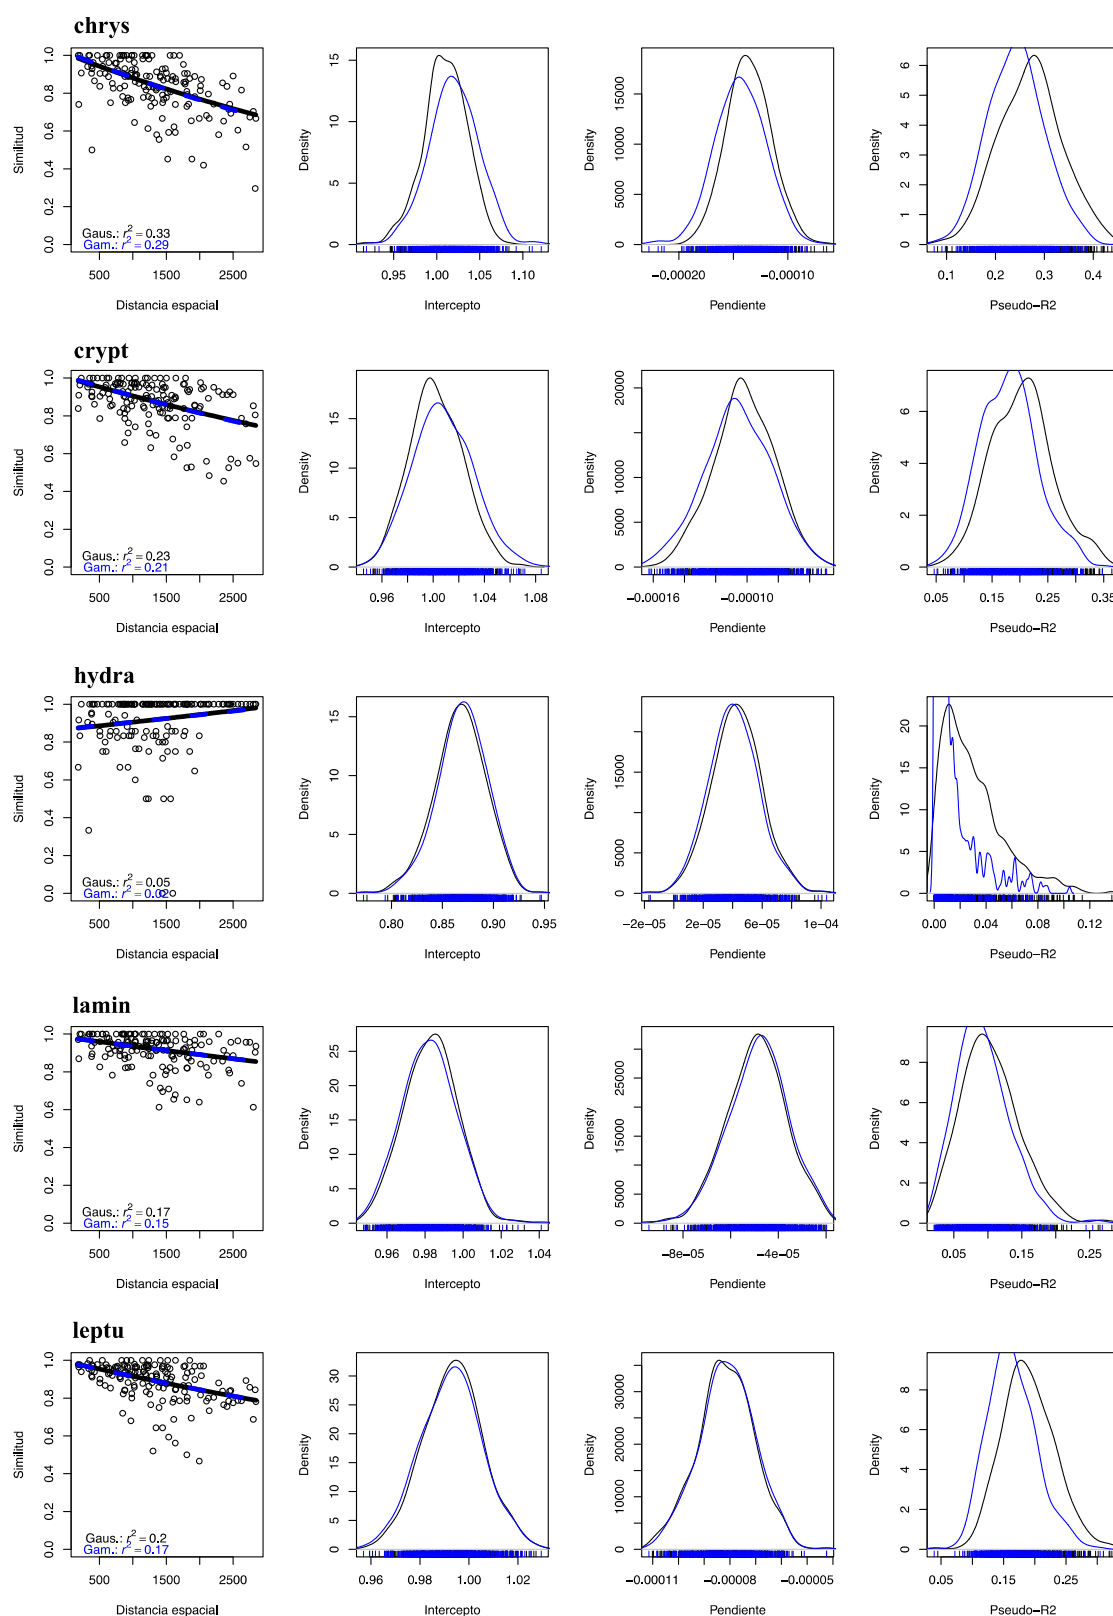 chrys
Similitud
0.0 0.2 0.4 0.6 0.8 1.0
Gaus.: r² = 0.33
Gam.: r² = 0.29
500 1500 2500
Distancia espacial
Density
0 5 10 15
0.95 1.00 1.05 1.10
Intercepto
Density
0 5000 10000 15000
−0.00020 −0.00010
Pendiente
Density
0 1 2 3 4 5 6
0.1 0.2 0.3 0.4
Pseudo−R2
crypt
Similitud
0.0 0.2 0.4 0.6 0.8 1.0
Gaus.: r² = 0.23
Gam.: r² = 0.21
500 1500 2500
Distancia espacial
Density
0 5 10 15
0.96 1.00 1.04 1.08
Intercepto
Density
0 5000 10000 15000 20000
−0.00016 −0.00010
Pendiente
Density
0 2 4 6
0.05 0.15 0.25 0.35
Pseudo−R2
hydra
Similitud
0.0 0.2 0.4 0.6 0.8 1.0
Gaus.: r² = 0.05
Gam.: r² = 0.02
500 1500 2500
Distancia espacial
Density
0 5 10 15
0.80 0.85 0.90 0.95
Intercepto
Density
0 5000 15000
−2e−05 2e−05 6e−05 1e−04
Pendiente
Density
0 5 10 15 20
0.00 0.04 0.08 0.12
Pseudo−R2
lamin
Similitud
0.0 0.2 0.4 0.6 0.8 1.0
Gaus.: r² = 0.17
Gam.: r² = 0.15
500 1500 2500
Distancia espacial
Density
0 5 10 15 20 25
0.96 0.98 1.00 1.02 1.04
Intercepto
Density
0 5000 15000 25000
−8e−05 −4e−05
Pendiente
Density
0 2 4 6 8
0.05 0.15 0.25
Pseudo−R2
leptu
Similitud
0.0 0.2 0.4 0.6 0.8 1.0
Gaus.: r² = 0.2
Gam.: r² = 0.17
500 1500 2500
Distancia espacial
Density
0 5 10 15 20 25 30
0.96 0.98 1.00 1.02
Intercepto
Density
0 10000 20000 30000
−0.00011 −0.00008 −0.00005
Pendiente
Density
0 2 4 6 8
0.05 0.15 0.25
Pseudo−R2